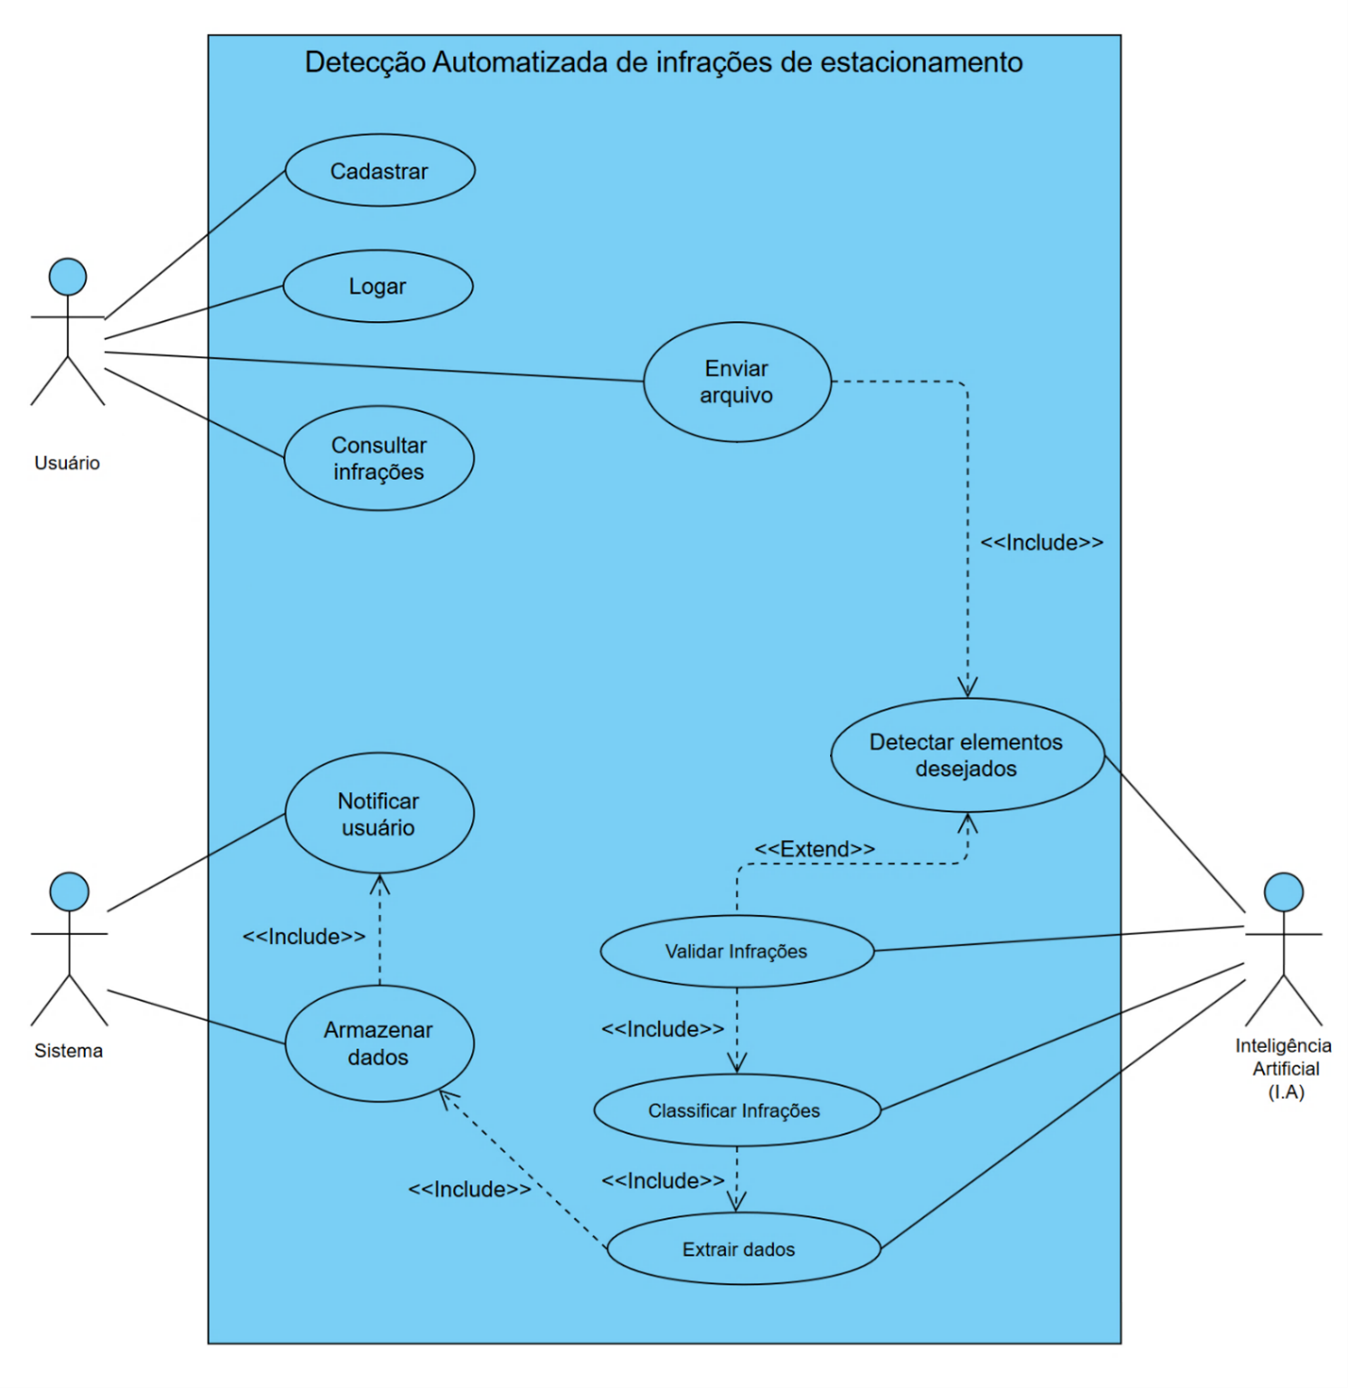 Detecção Automatizada de infrações de estacionamento
Cadastrar
Logar
Enviar
arquivo
Consultar
infrações
Usuário
<<Include>>
Detectar elementos
desejados
Notificar
usuário
<<Extend>>
<<Include>>
Validar Infrações
Armazenar
dados
<<Include>>
Sistema
Inteligência
Artificial
(I.A)
Classificar Infrações
<<Include>>
<<Include>>
Extrair dados